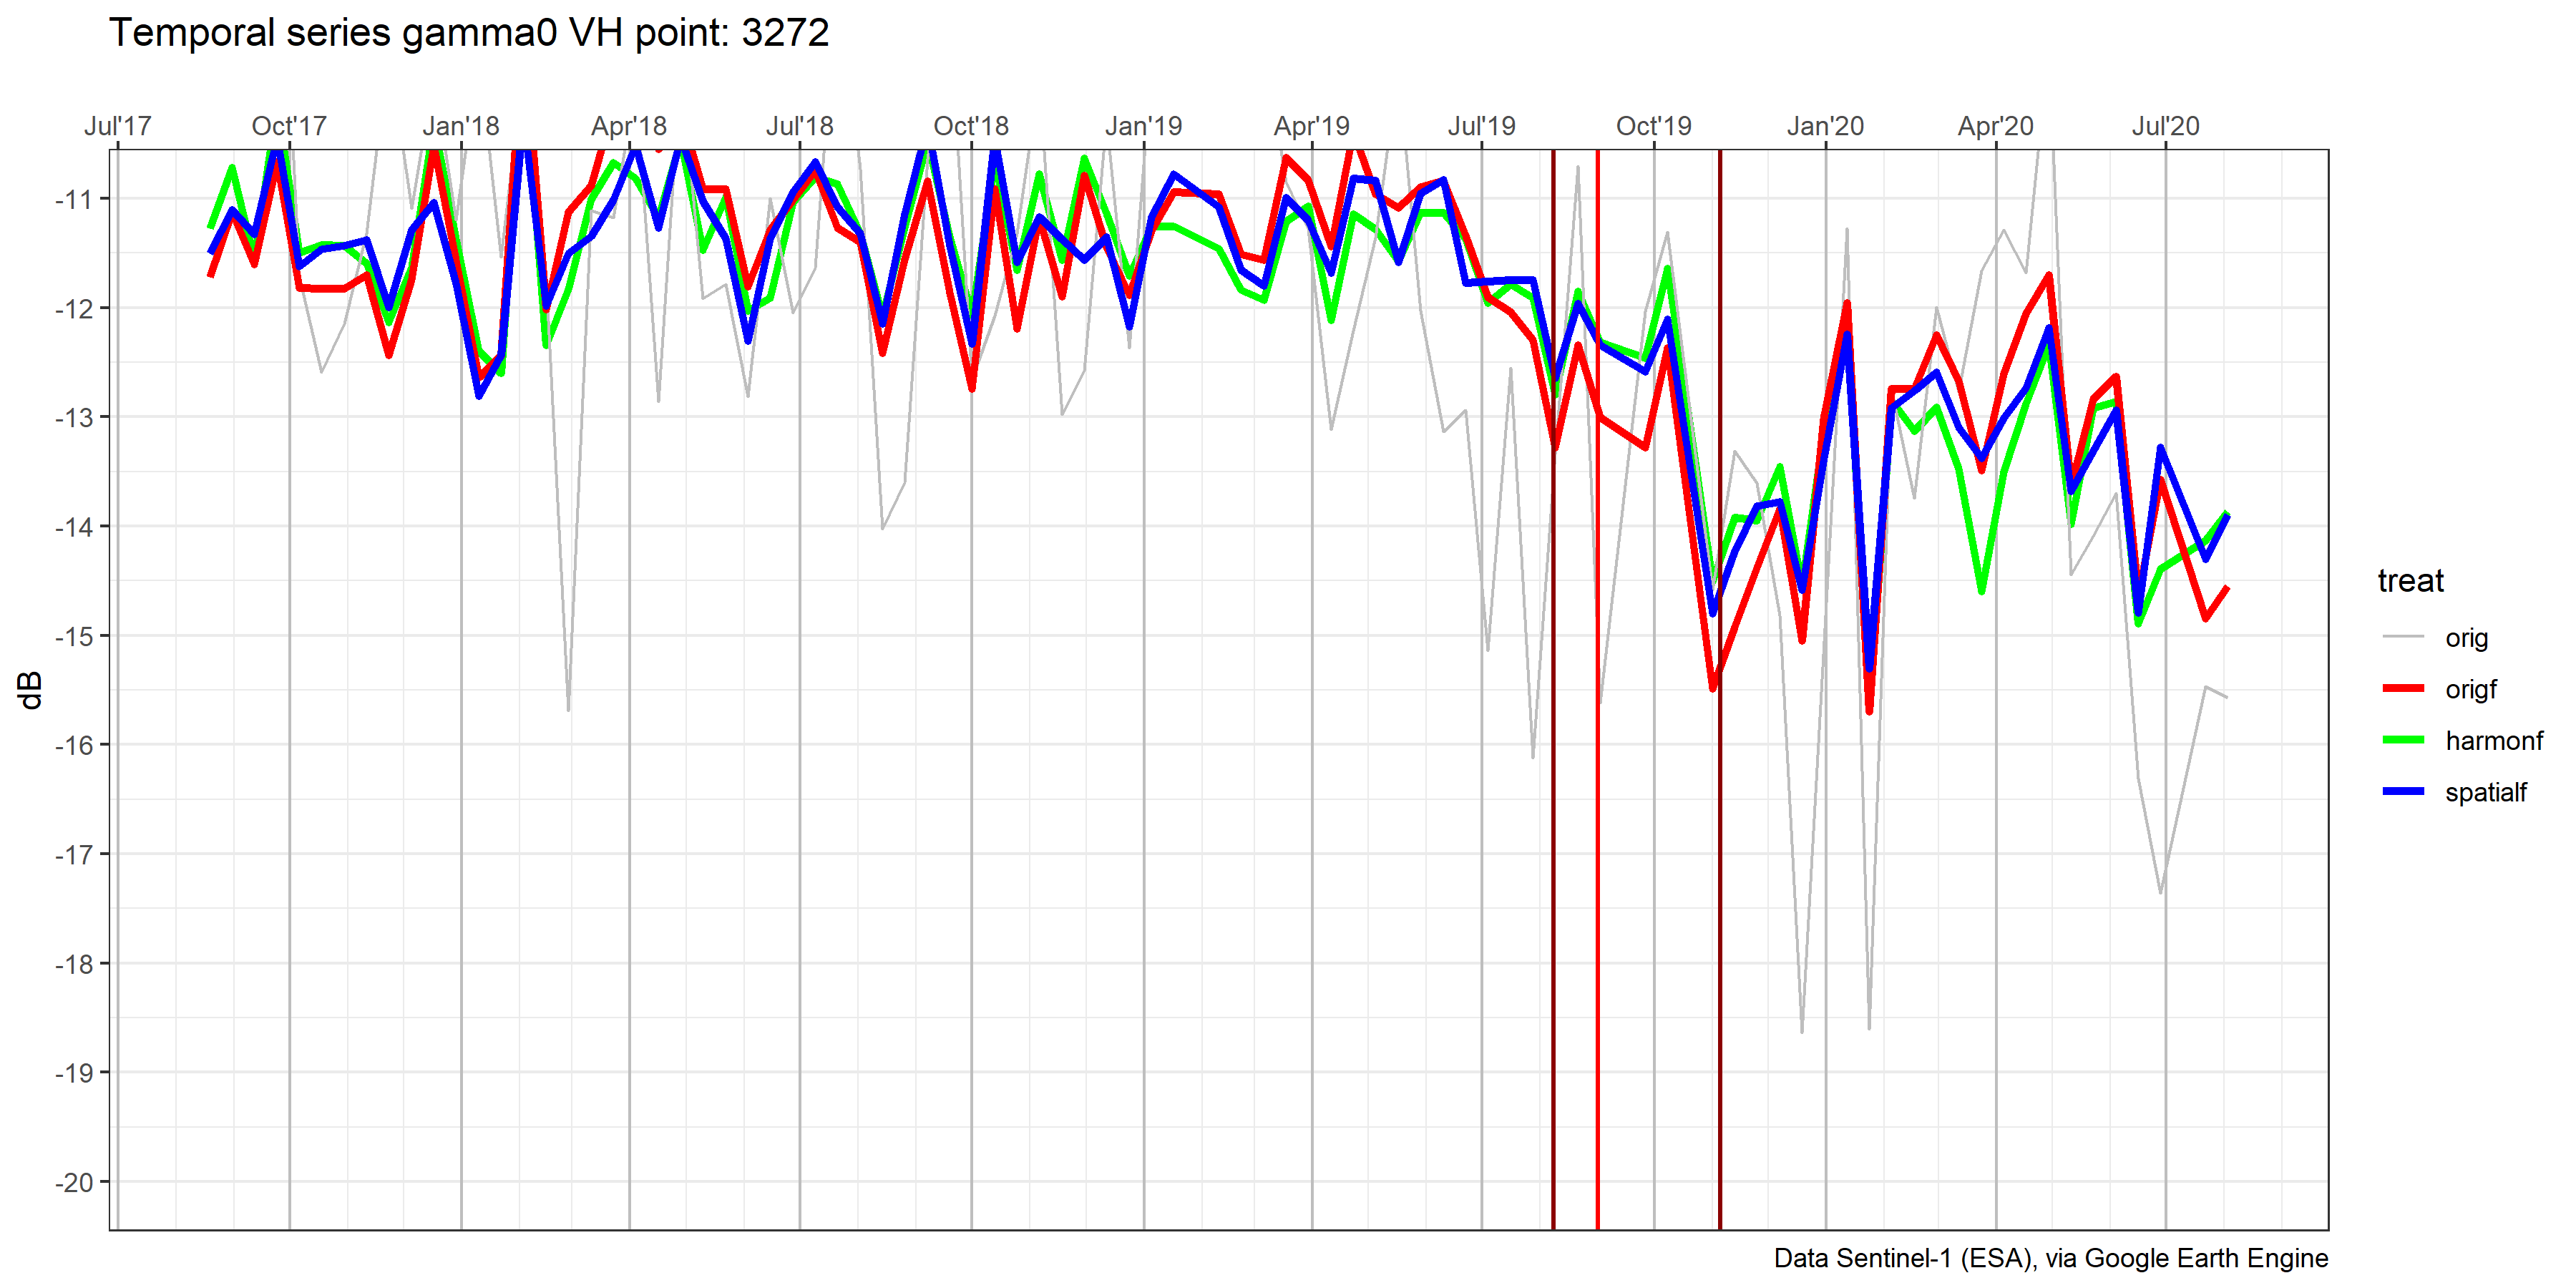 Temporal series gamma0 VH point: 3272
Jul'17 Oct'17 Jan'18 Apr'18 Jul'18 Oct'18 Jan'19 Apr'19 Jul'19 Oct'19 Jan'20 Apr'20 Jul'20
-11
-12
-13
-14
-15
-16
-17
-18
-19
-20
dB
treat
orig
origf
harmonf
spatialf
Data Sentinel-1 (ESA), via Google Earth Engine